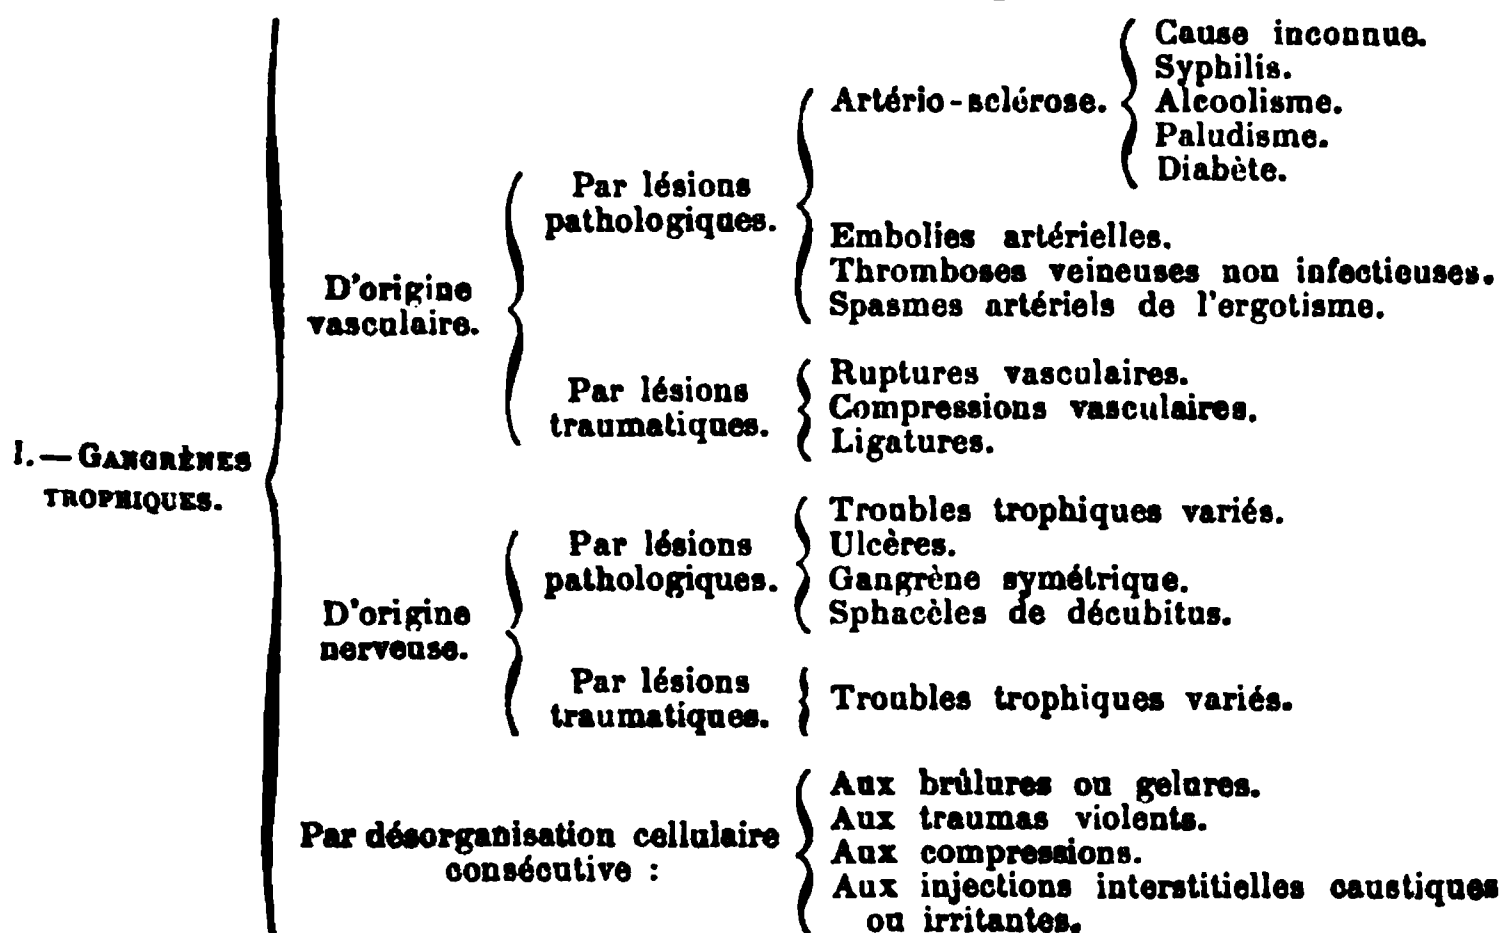 I. — GANGRÈNES
TROPHIQUES.
D'origine
vasculaire.
Par lésions
pathologiques.
Artério-sclérose.
Cause inconnue.
Syphilis.
Alcoolisme.
Paludisme.
Diabète.
Embolies artérielles.
Thromboses veineuses non infectieuses.
Spasmes artériels de l'ergotisme.
Par lésions
traumatiques.
Ruptures vasculaires.
Compressions vasculaires.
Ligatures.
D'origine
nerveuse.
Par lésions
pathologiques.
Troubles trophiques variés.
Ulcères.
Gangrène symétrique.
Sphacèles de décubitus.
Par lésions
traumatiques.
Troubles trophiques variés.
Par désorganisation cellulaire
consécutive :
Aux brûlures ou gelures.
Aux traumas violents.
Aux compressions.
Aux injections interstitielles caustiques
ou irritantes.